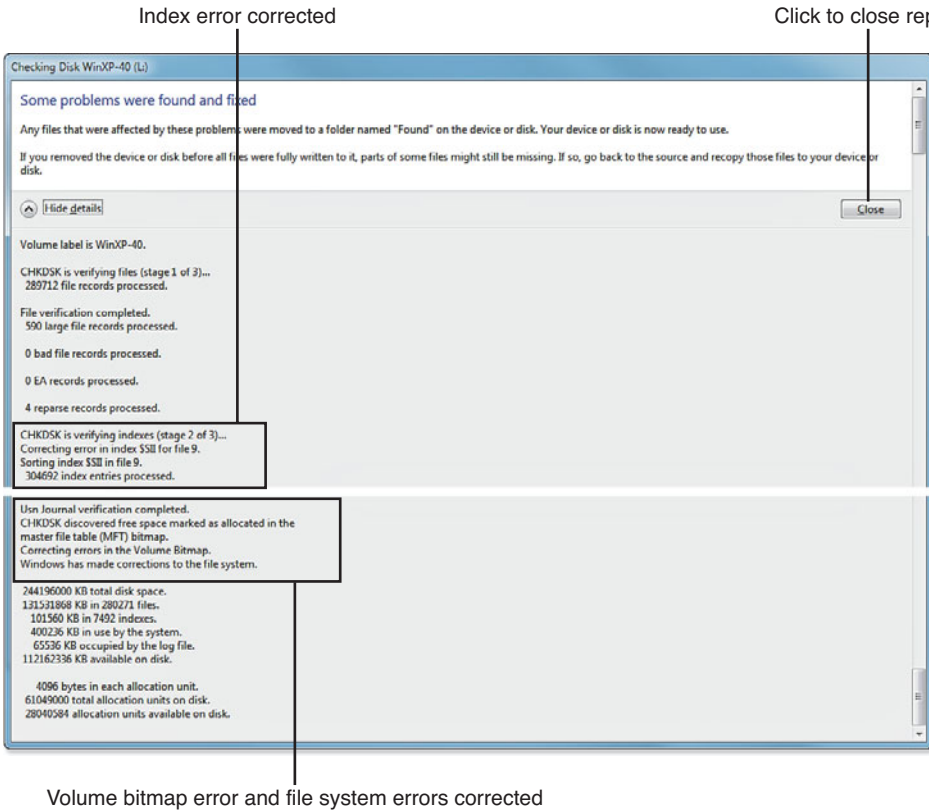 Index error corrected
Click to close rep
Checking Disk WinXP-40 (L:)
Some problems were found and fixed
Any files that were affected by these problems were moved to a folder named "Found" on the device or disk. Your device or disk is now ready to use.
If you removed the device or disk before all files were fully written to it, parts of some files might still be missing. If so, go back to the source and recopy those files to your device or
disk.
Hide details
Close
Volume label is WinXP-40.
CHKDSK is verifying files (stage 1 of 3)...
289712 file records processed.
File verification completed.
590 large file records processed.
0 bad file records processed.
0 EA records processed.
4 reparse records processed.
CHKDSK is verifying indexes (stage 2 of 3)...
Correcting error in index $SII for file 9.
Sorting index $SII in file 9.
304692 index entries processed.
Usn Journal verification completed.
CHKDSK discovered free space marked as allocated in the
master file table (MFT) bitmap.
Correcting errors in the Volume Bitmap.
Windows has made corrections to the file system.
244196000 KB total disk space.
131531868 KB in 280271 files.
101560 KB in 7492 indexes.
400236 KB in use by the system.
65536 KB occupied by the log file.
112162336 KB available on disk.
4096 bytes in each allocation unit.
61049000 total allocation units on disk.
28040584 allocation units available on disk.
Volume bitmap error and file system errors corrected